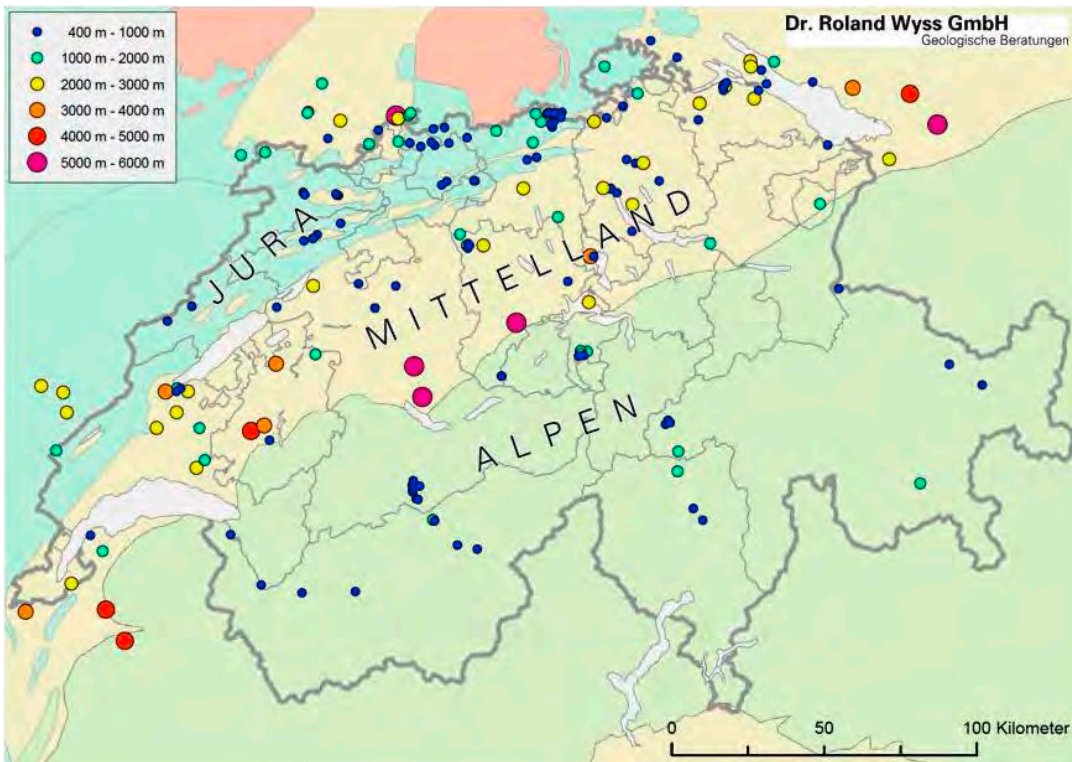 400 m - 1000 m
1000 m - 2000 m
2000 m - 3000 m
3000 m - 4000 m
4000 m - 5000 m
5000 m - 6000 m
Dr. Roland Wyss GmbH
Geologische Beratungen
JURA
MITTELLAND
ALPEN
0 50 100 Kilometer